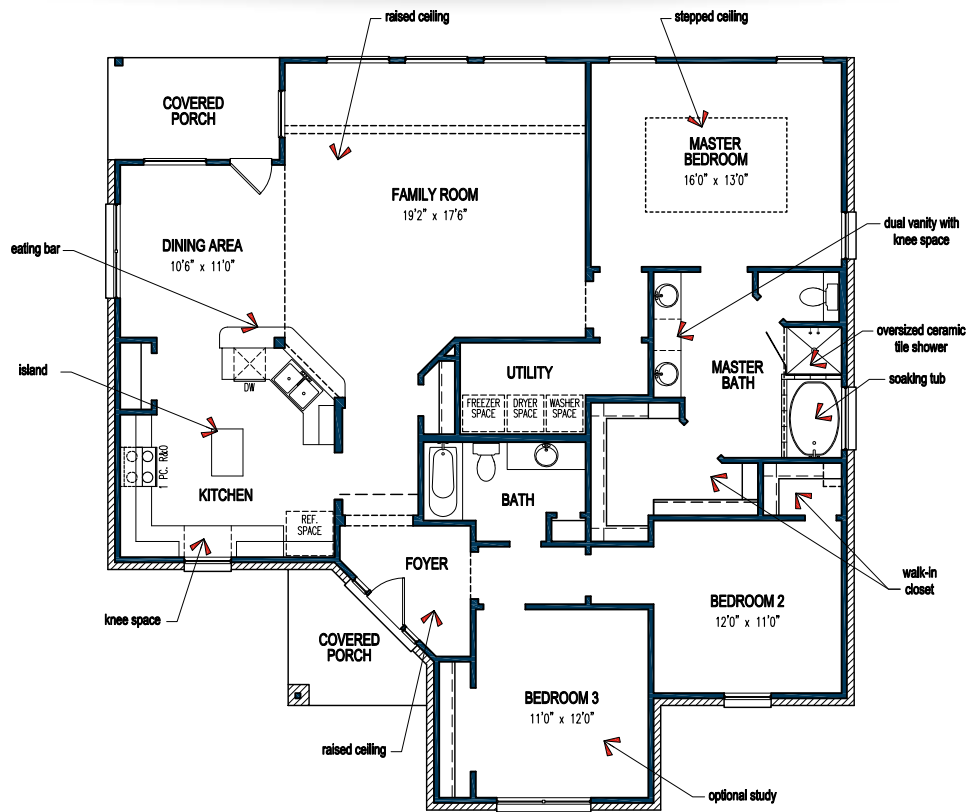 raised ceiling
stepped ceiling
COVERED
PORCH
MASTER
BEDROOM
16'0" x 13'0"
FAMILY ROOM
19'2" x 17'6"
dual vanity with
knee space
eating bar
DINING AREA
10'6" x 11'0"
oversized ceramic
tile shower
island
DW
UTILITY
MASTER
BATH
soaking tub
FREEZER
SPACE
DRYER
SPACE
WASHER
SPACE
1 PC. R&O
KITCHEN
BATH
REF.
SPACE
FOYER
walk-in
closet
knee space
BEDROOM 2
12'0" x 11'0"
COVERED
PORCH
BEDROOM 3
11'0" x 12'0"
raised ceiling
optional study